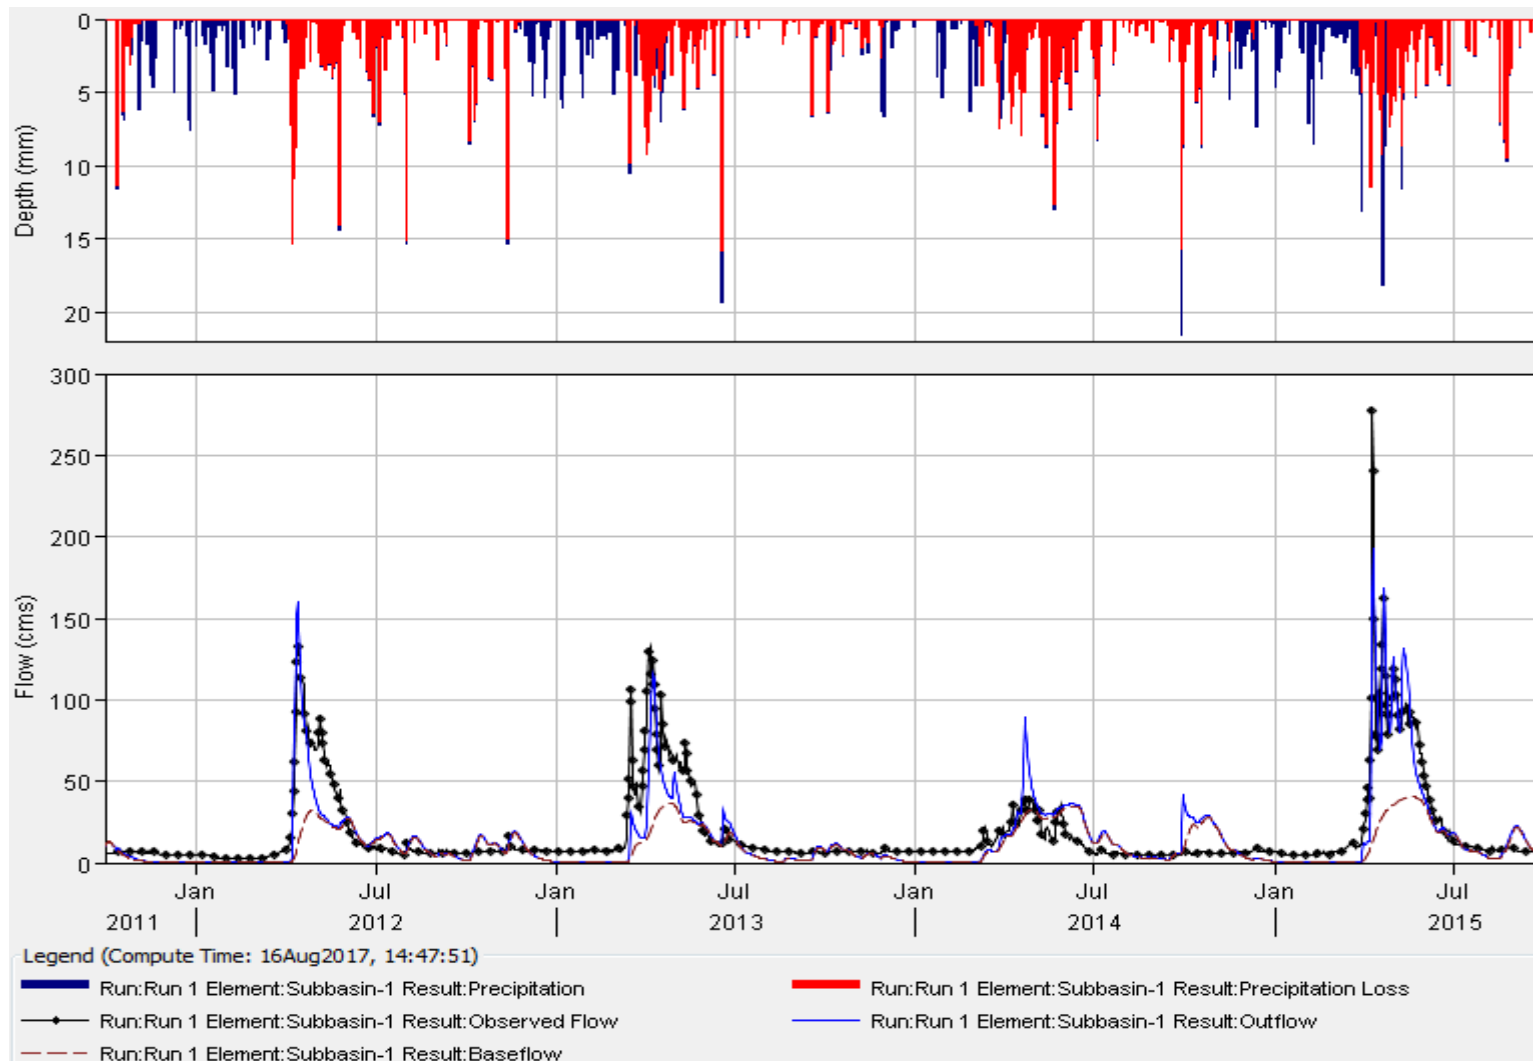 0
5
10
15
20
Depth (mm)
300
250
200
150
100
50
0
Flow (cms)
Jan Jul Jan Jul Jan Jul Jan Jul
2011 2012 2013 2014 2015
Legend (Compute Time: 16Aug2017, 14:47:51)
Run:Run 1 Element:Subbasin-1 Result:Precipitation
Run:Run 1 Element:Subbasin-1 Result:Precipitation Loss
Run:Run 1 Element:Subbasin-1 Result:Observed Flow
Run:Run 1 Element:Subbasin-1 Result:Outflow
Run:Run 1 Element:Subbasin-1 Result:Baseflow